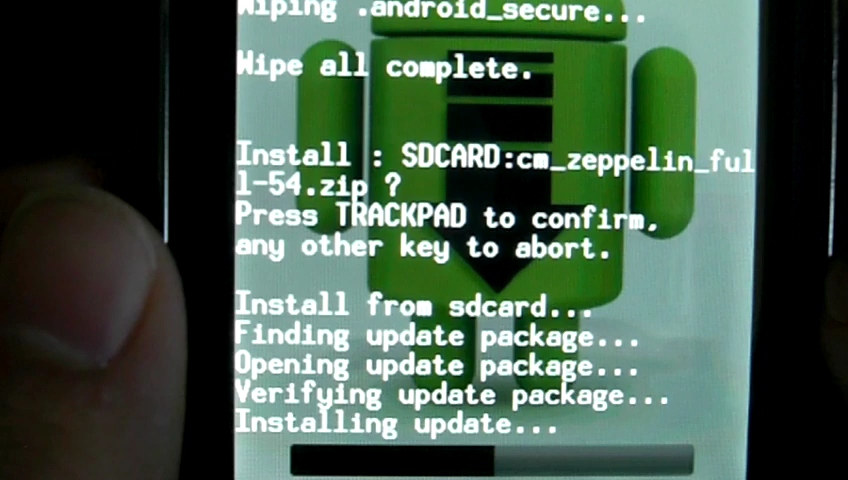 Wiping .android_secure...
Wipe all complete.
Install : SDCARD:cm_zeppelin_ful
l-54.zip ?
Press TRACKPAD to confirm,
any other key to abort.
Install from sdcard...
Finding update package...
Opening update package...
Verifying update package...
Installing update...